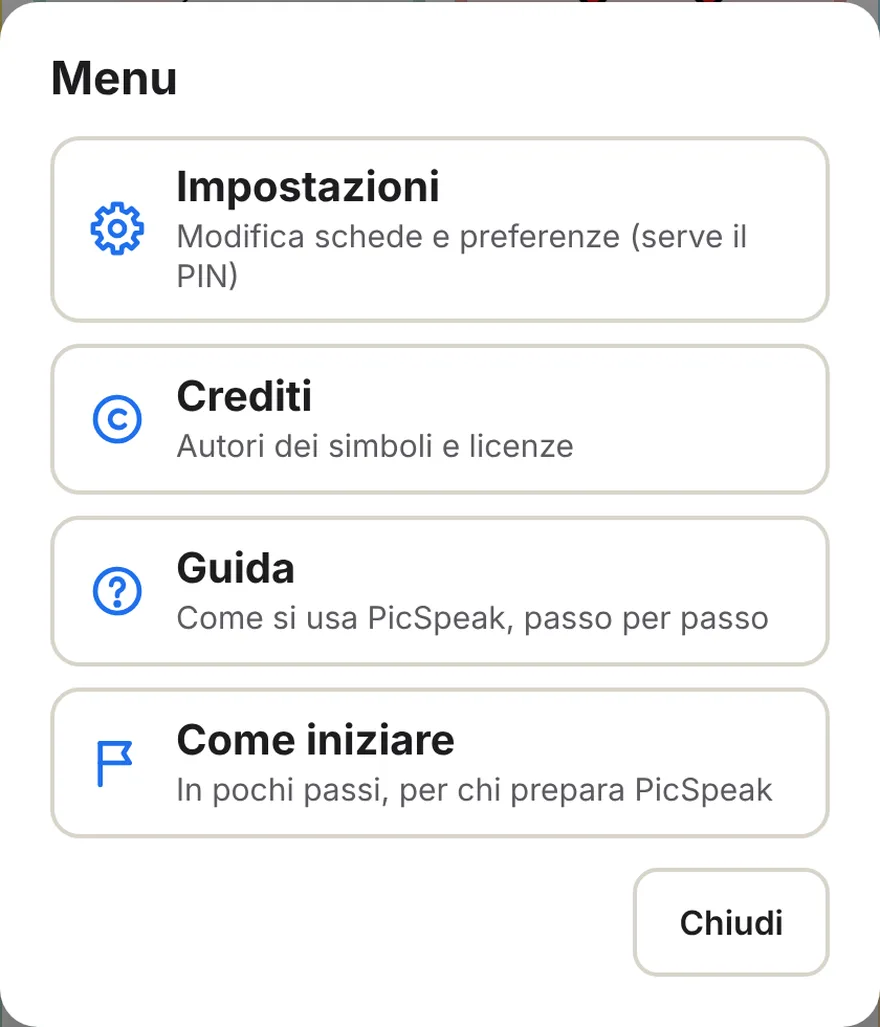 Menu
Impostazioni
Modifica schede e preferenze (serve il
PIN)
Crediti
Autori dei simboli e licenze
Guida
Come si usa PicSpeak, passo per passo
Come iniziare
In pochi passi, per chi prepara PicSpeak
Chiudi